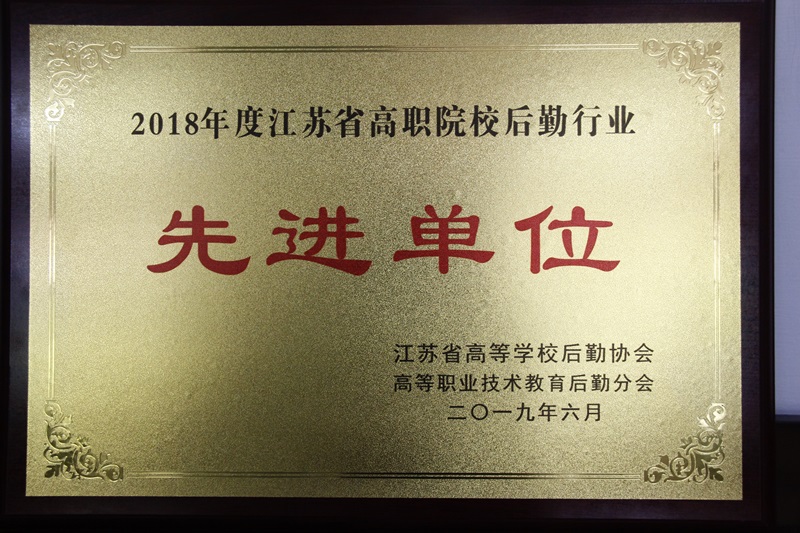 2018年度江苏省高职院校后勤行业
先进单位
江苏省高等学校后勤协会
高等职业技术教育后勤分会
二〇一九年六月